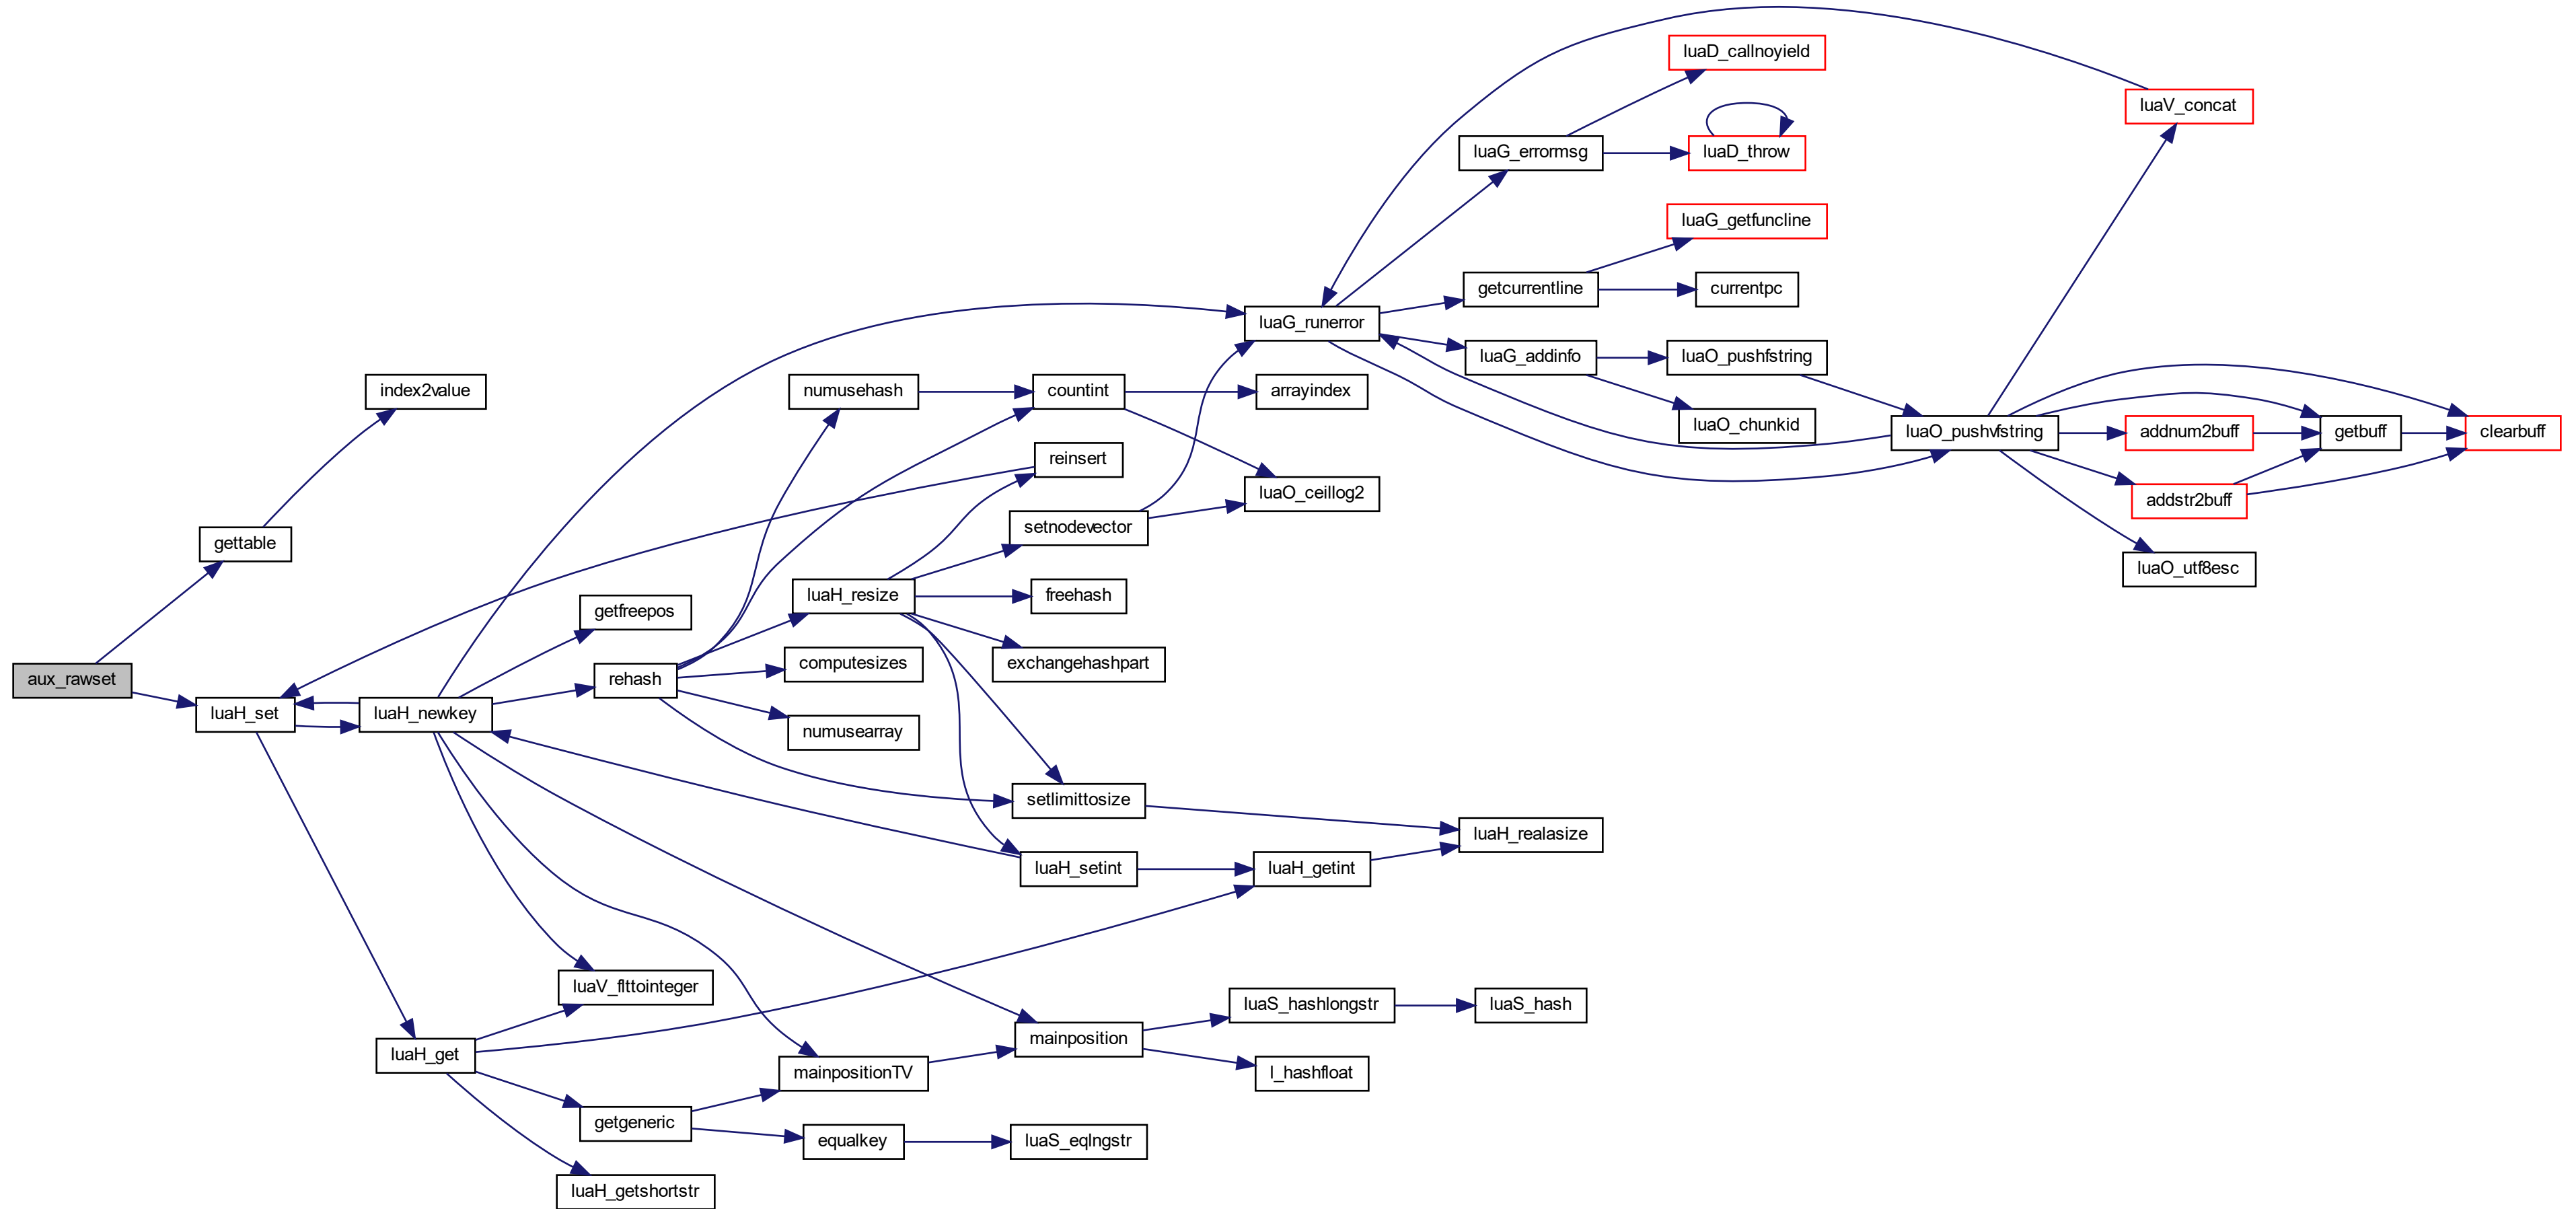 luaD_callnoyield
luaV_concat
luaG_errormsg
luaD_throw
luaG_getfuncline
getcurrentline
currentpc
luaG_runerror
luaG_addinfo
luaO_pushfstring
index2value
numusehash
countint
arrayindex
luaO_chunkid
luaO_pushvfstring
addnum2buff
getbuff
clearbuff
reinsert
luaO_ceillog2
addstr2buff
setnodevector
gettable
luaO_utf8esc
luaH_resize
freehash
getfreepos
computesizes
exchangehashpart
aux_rawset
rehash
luaH_set
luaH_newkey
numusearray
setlimittosize
luaH_realasize
luaH_setint
luaH_getint
luaV_flttointeger
luaS_hashlongstr
luaS_hash
mainposition
luaH_get
mainpositionTV
l_hashfloat
getgeneric
equalkey
luaS_eqlngstr
luaH_getshortstr